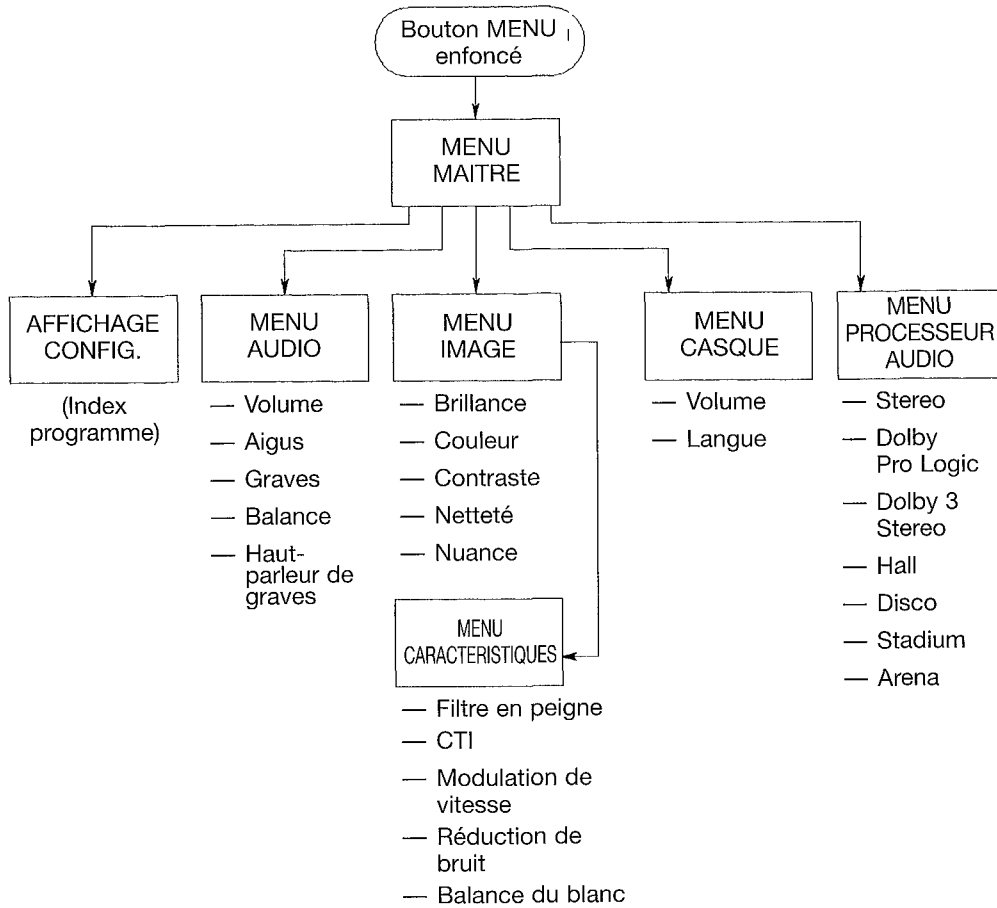 Bouton MENU
enfoncé
MENU
MAITRE
AFFICHAGE
CONFIG.
(Index
programme)
MENU
AUDIO
— Volume
— Aigus
— Graves
— Balance
— Haut-
parleur de
graves
MENU
IMAGE
— Brillance
— Couleur
— Contraste
— Netteté
— Nuance
MENU
CARACTERISTIQUES
— Filtre en peigne
— CTI
— Modulation de
vitesse
— Réduction de
bruit
— Balance du blanc
MENU
CASQUE
— Volume
— Langue
MENU
PROCESSEUR
AUDIO
— Stereo
— Dolby
Pro Logic
— Dolby 3
Stereo
— Hall
— Disco
— Stadium
— Arena